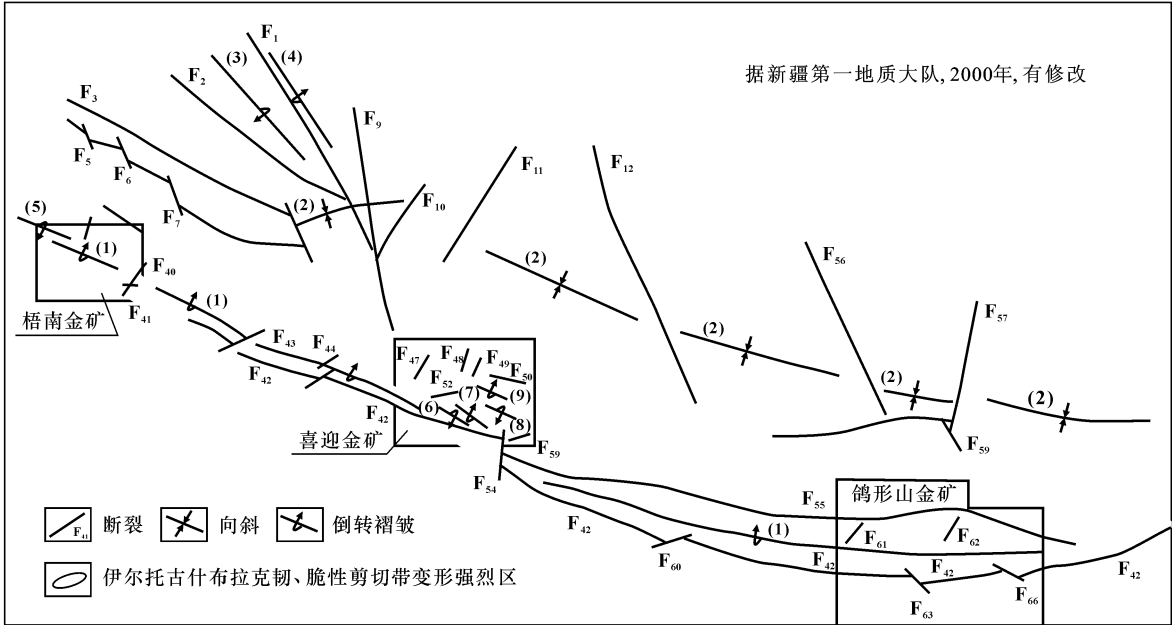 F1
(3)
(4)
F2
据新疆第一地质大队,2000年,有修改
F3
F9
F5
F6
F11
F12
F7
(2)
F10
(5)
(1)
F40
(2)
F56
F41
梧南金矿
(1)
F57
F43
F44
(2)
F42
F47
F48
F49
F50
F52
(7)
(9)
(2)
(2)
F42
(6)
(8)
喜迎金矿
F59
F59
F54
F55
鸽形山金矿
F42
(1)
F61
F62
F60
F42
F42
F42
F63
F66
F41
断裂
向斜
倒转褶皱
伊尔托古什布拉克韧、脆性剪切带变形强烈区